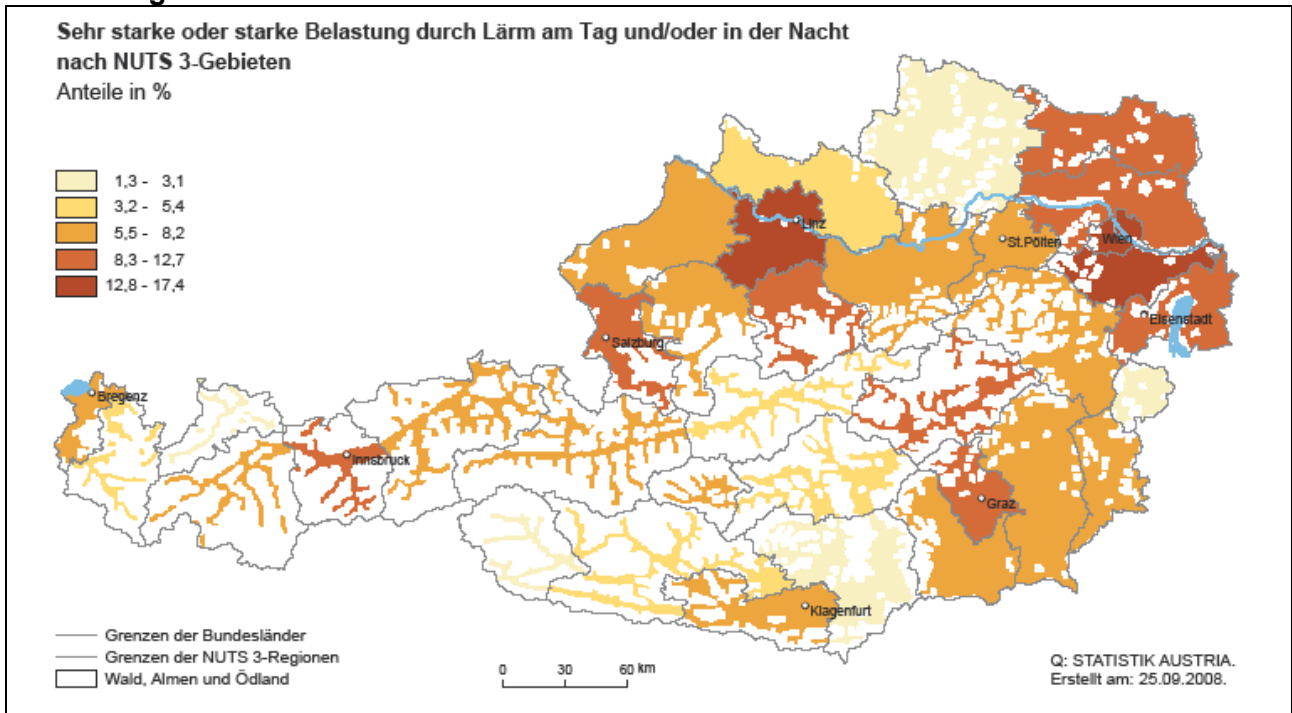 Sehr starke oder starke Belastung durch Lärm am Tag und/oder in der Nacht
nach NUTS 3-Gebieten
Anteile in %
1,3 - 3,1
3,2 - 5,4
5,5 - 8,2
8,3 - 12,7
12,8 - 17,4
Linz
St.Pölten
Wien
Eisenstadt
Salzburg
Bregenz
Innsbruck
Graz
Klagenfurt
Grenzen der Bundesländer
Grenzen der NUTS 3-Regionen
Wald, Almen und Ödland
0 30 60 km
Q: STATISTIK AUSTRIA.
Erstellt am: 25.09.2008.